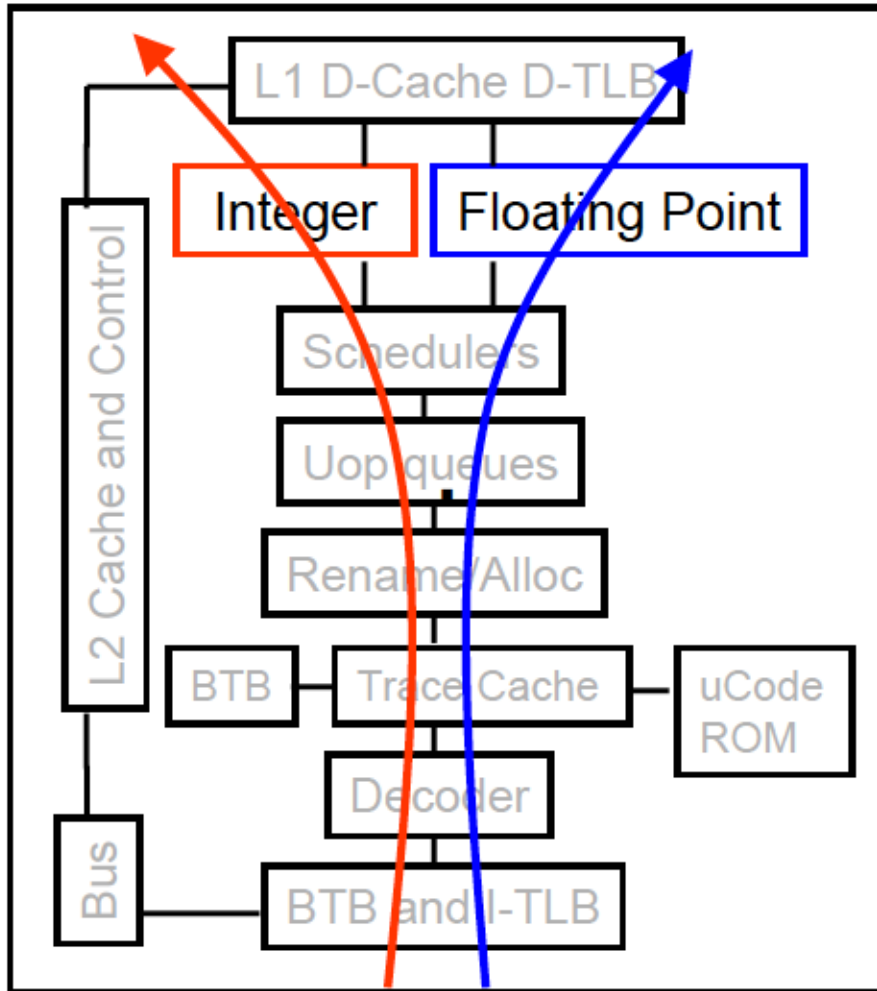 L1 D-Cache D-TLB
Integer
Floating Point
L2 Cache and Control
Schedulers
Uop queues
Rename/Alloc
BTB
Trace Cache
uCode
ROM
Decoder
Bus
BTB and I-TLB